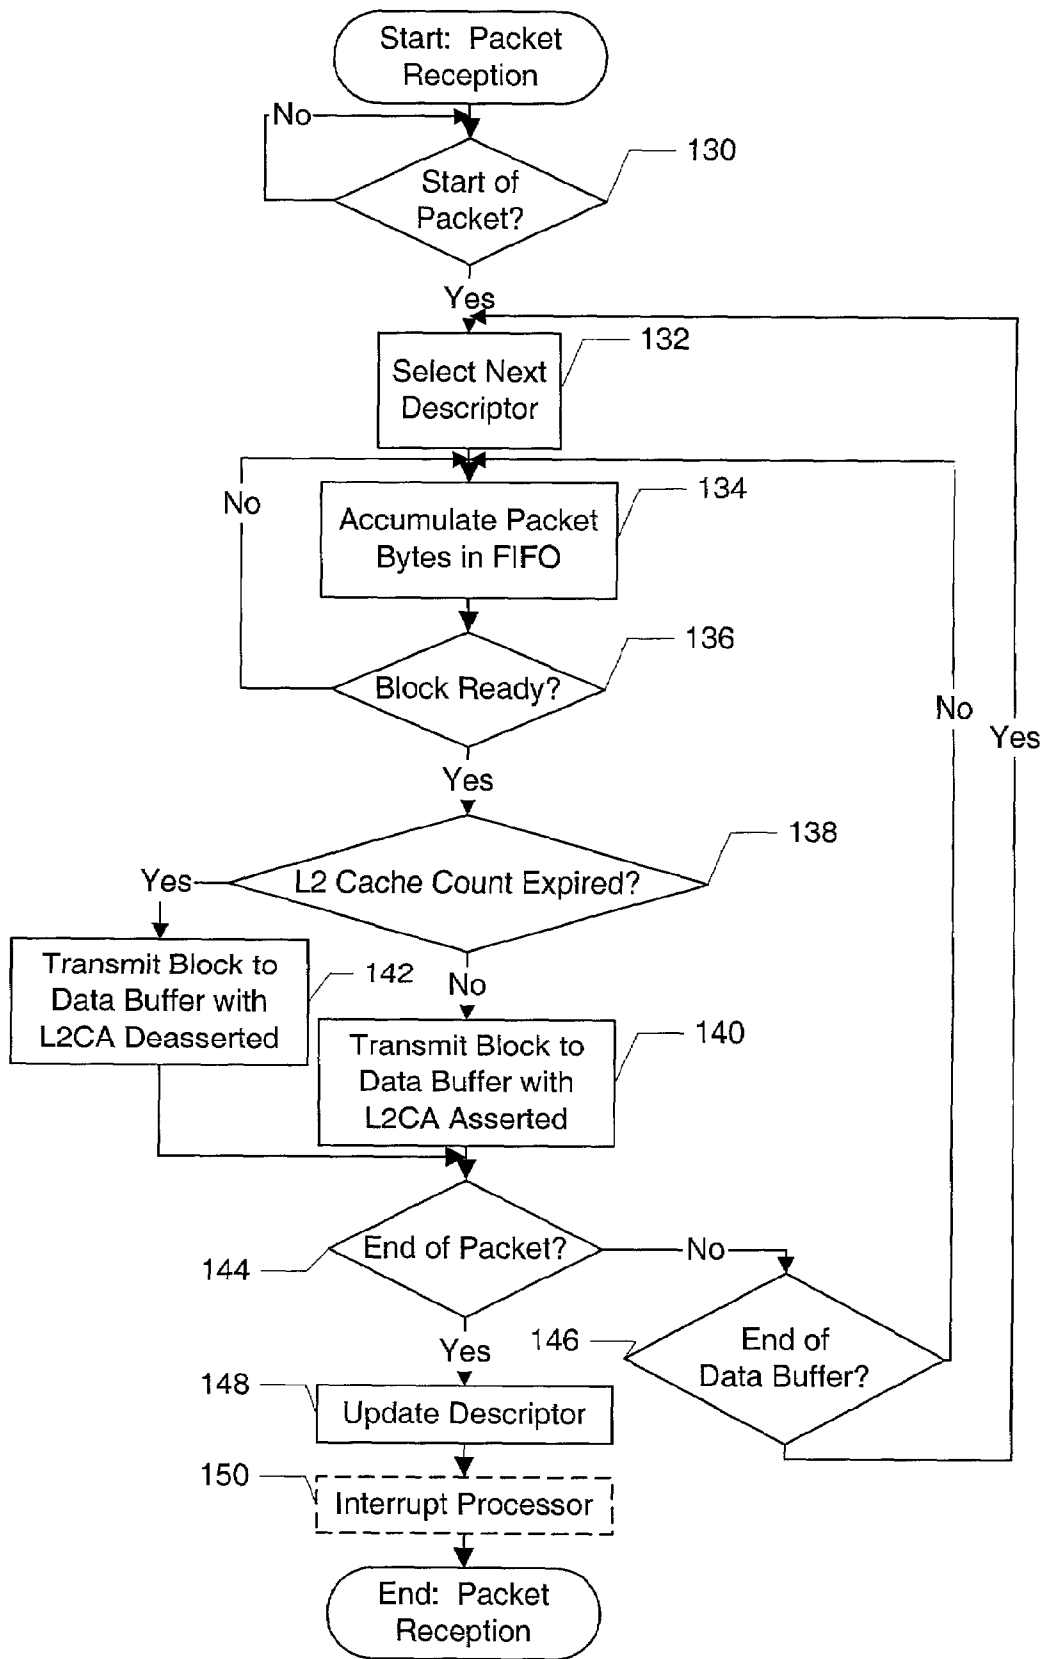 Start: Packet
Reception
No
130
Start of
Packet?
Yes
132
Select Next
Descriptor
No
134
Accumulate Packet
Bytes in FIFO
136
Block Ready?
No
Yes
Yes
138
L2 Cache Count Expired?
Yes
Transmit Block to
Data Buffer with
L2CA Deasserted
142
No
140
Transmit Block to
Data Buffer with
L2CA Asserted
End of Packet?
No
144
Yes
146
End of
Data Buffer?
148
Update Descriptor
150
Interrupt Processor
End: Packet
Reception